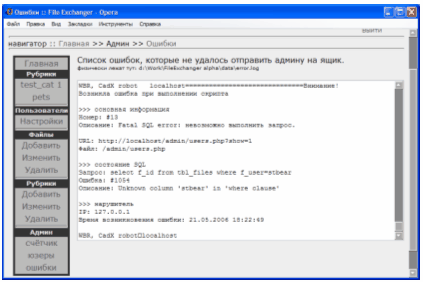 Ошибки :: File Exchanger - Opera
Файл Правка Вид Закладки Инструменты Справка
выйти
навигатор :: Главная >> Админ >> Ошибки
Главная
Рубрики
test_cat 1
pets
Пользователи
Настройки
Файлы
Добавить
Изменить
Удалить
Рубрики
Добавить
Изменить
Удалить
Админ
счётчик
юзеры
ошибки
Список ошибок, которые не удалось отправить админу на ящик.
физически лежат тут: d:\Work\FileExchanger alpha\data\error.log
WBR, CadX robot localhost==============================Внимание!
Возникла ошибка при выполнении скрипта
>>> основная информация
Номер: #13
Описание: Fatal SQL error: невозможно выполнить запрос.
URL: http://localhost/admin/users.php?show=1
Файл: /admin/users.php
>>> состояние SQL
Запрос: select f_id from tbl_files where f_user=stbear
Ошибка: #1054
Описание: Unknown column 'stbear' in 'where clause'
>>> нарушитель
IP: 127.0.0.1
Время возникновения ошибки: 21.05.2006 18:22:49
WBR, CadX robot@localhost